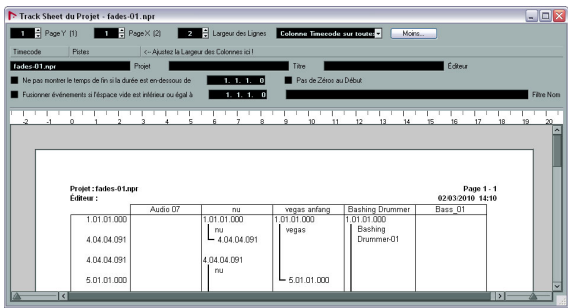 Track Sheet du Projet - fades-01.npr
1 Page Y (1) 1 Page X (2) 2 Largeur des Lignes Colonne Timecode sur toutes Moins...
Timecode Pistes <-- Ajustez la Largeur des Colonnes ici !
fades-01.npr Projet Titre Éditeur
Ne pas montrer le temps de fin si la durée est en-dessous de 1. 1. 1. 0 Pas de Zéros au Début
Fusionner événements si l'éspace vide est inférieur ou égal à 1. 1. 1. 0 Filtre Nom
-2 -1 0 1 2 3 4 5 6 7 8 9 10 11 12 13 14 15 16 17 18 19 20
Projet : fades-01.npr Page 1 - 1
Éditeur : 02/03/2010 14:10
Audio 07 nu vegas anfang Bashing Drummer Bass_01
1.01.01.000 1.01.01.000 1.01.01.000 1.01.01.000
nu vegas Bashing
4.04.04.091 4.04.04.091 Drummer-01
4.04.04.091 4.04.04.091
nu
5.01.01.000 5.01.01.000